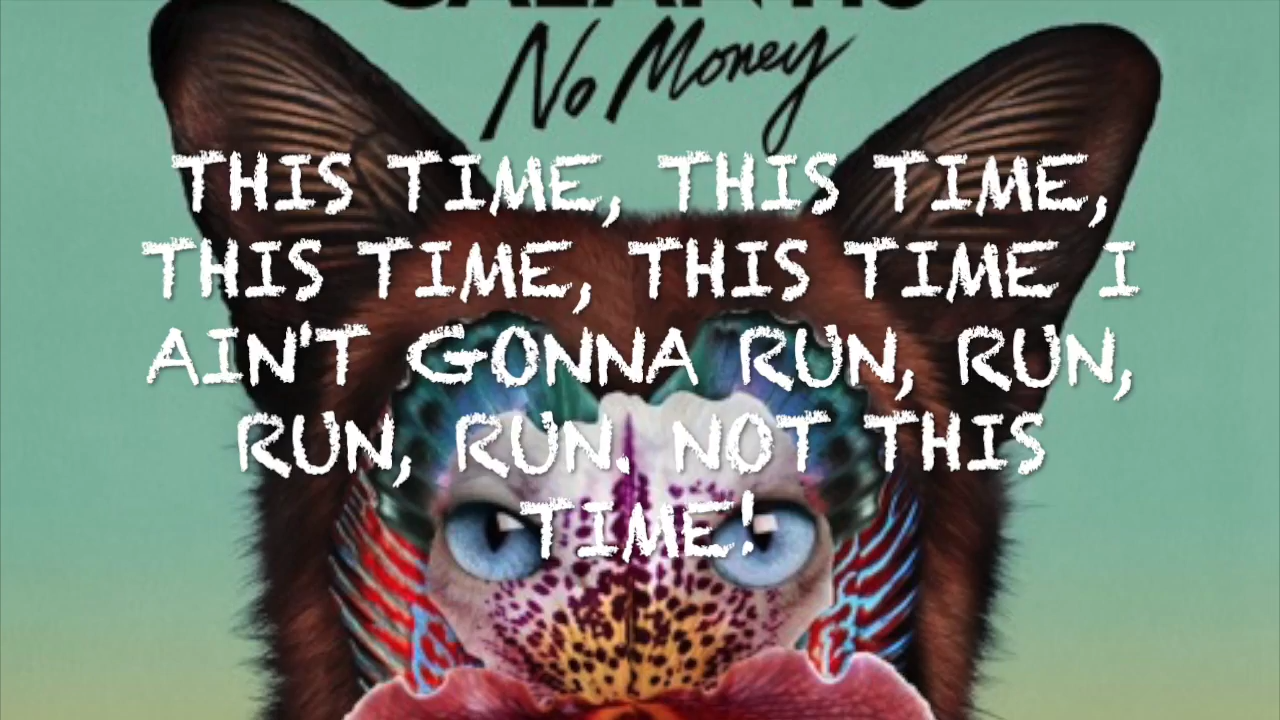 GALANTIS
No Money
THIS TIME, THIS TIME,
THIS TIME, THIS TIME I
AIN'T GONNA RUN, RUN,
RUN, RUN. NOT THIS
TIME!